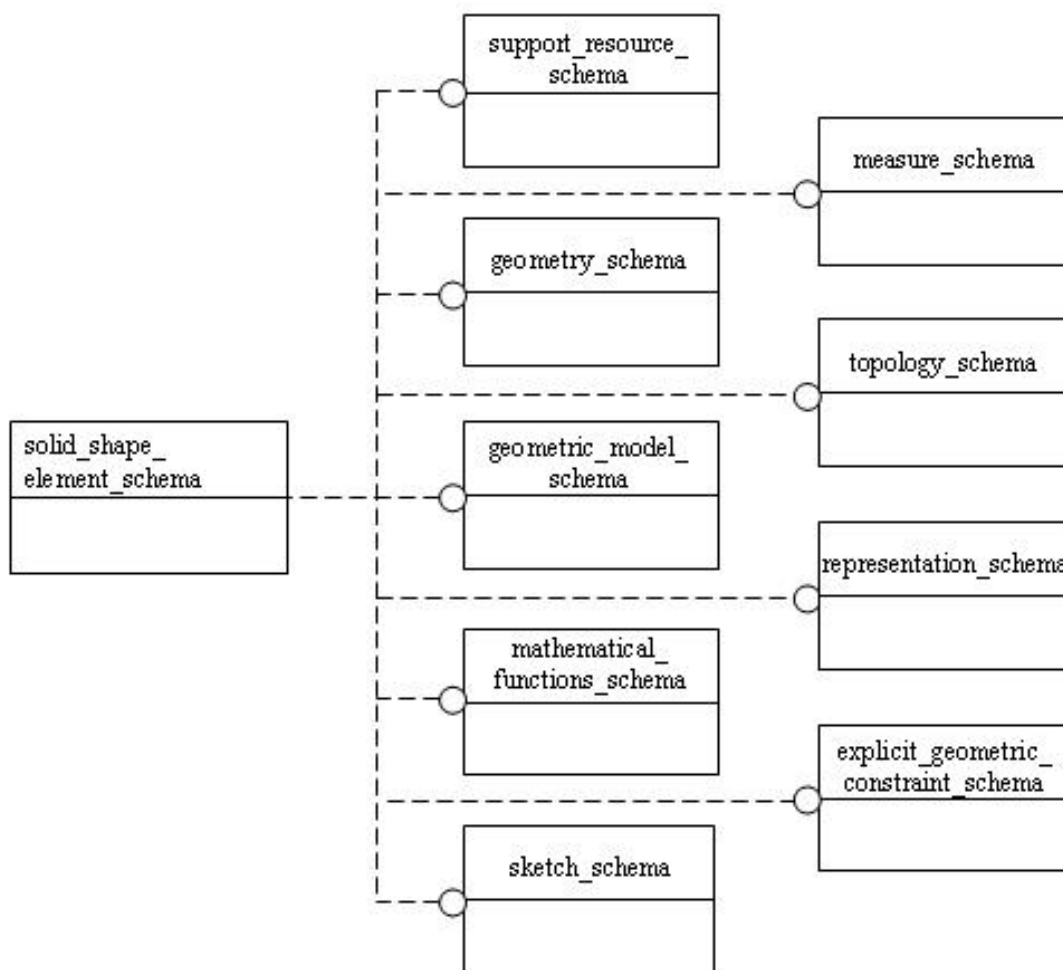 support_resource_
schema
measure_schema
geometry_schema
topology_schema
solid_shape_
element_schema
geometric_model_
schema
representation_schema
mathematical_
functions_schema
explicit_geometric_
constraint_schema
sketch_schema